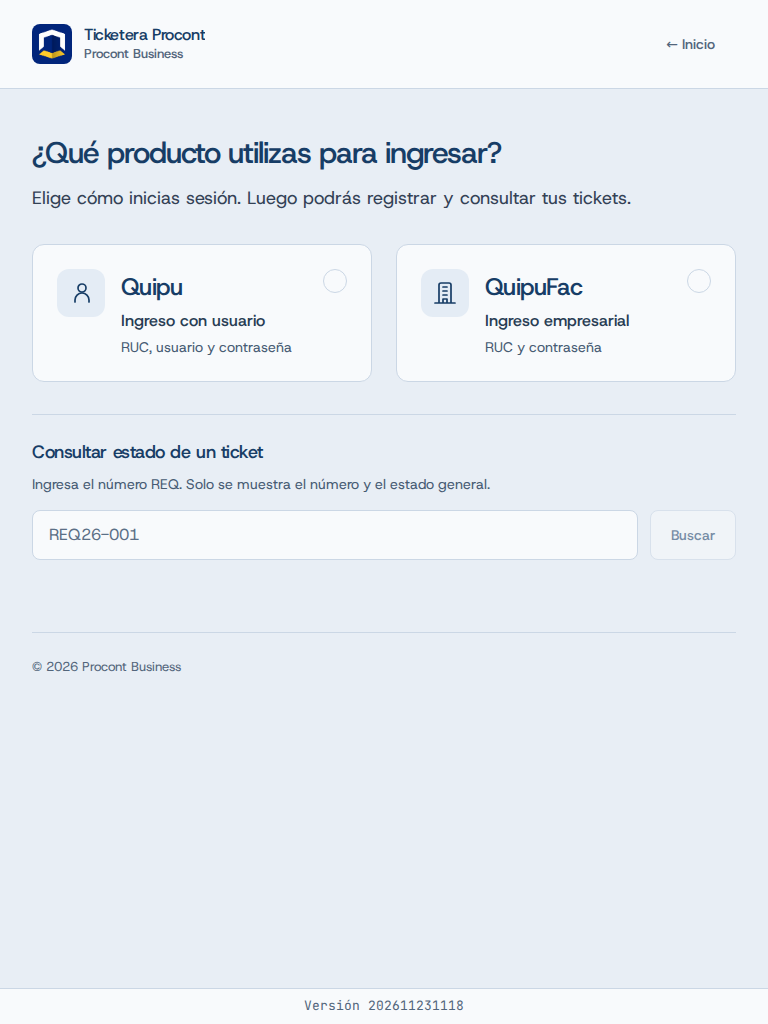 Ticketera Procont
Procont Business
← Inicio
¿Qué producto utilizas para ingresar?
Elige cómo inicias sesión. Luego podrás registrar y consultar tus tickets.
Quipu
Ingreso con usuario
RUC, usuario y contraseña
QuipuFac
Ingreso empresarial
RUC y contraseña
Consultar estado de un ticket
Ingresa el número REQ. Solo se muestra el número y el estado general.
REQ26-001
Buscar
© 2026 Procont Business
Versión 202611231118